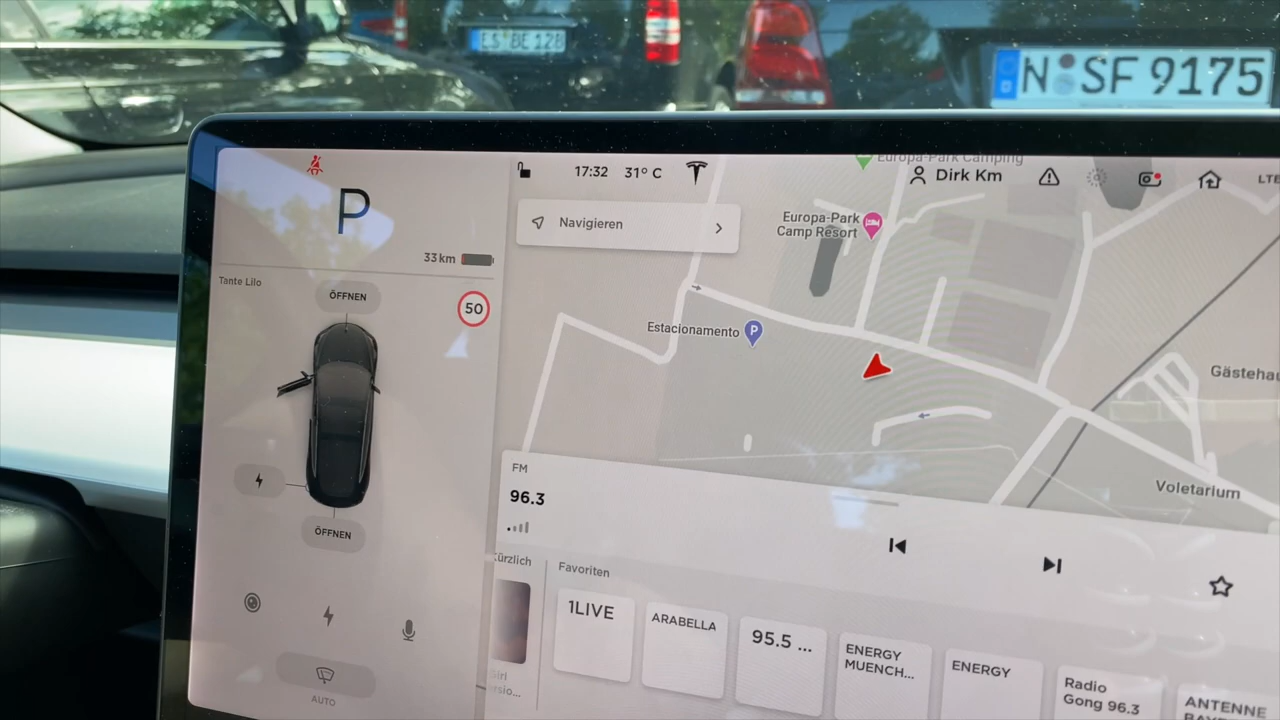 ES BE 128
N SF 9175
P
33 km
Tante Lilo
ÖFFNEN
50
ÖFFNEN
AUTO
17:32 31° C
Dirk Km
LTE
Navigieren
Europa-Park Camping
Europa-Park
Camp Resort
Estacionamento
P
Gästehau
Voletarium
FM
96.3
Kürzlich
Favoriten
1LIVE
ARABELLA
95.5 ...
ENERGY
MUENCH...
ENERGY
Radio
Gong 96.3
ANTENNE